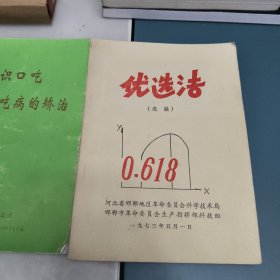 识口吃
吃病的矫治
优选法
(选编)
Y
0.618
X
河北省邯郸地区革命委员会科学技术局
邯郸市革命委员会生产指挥部科技组
一九七三年五月一日